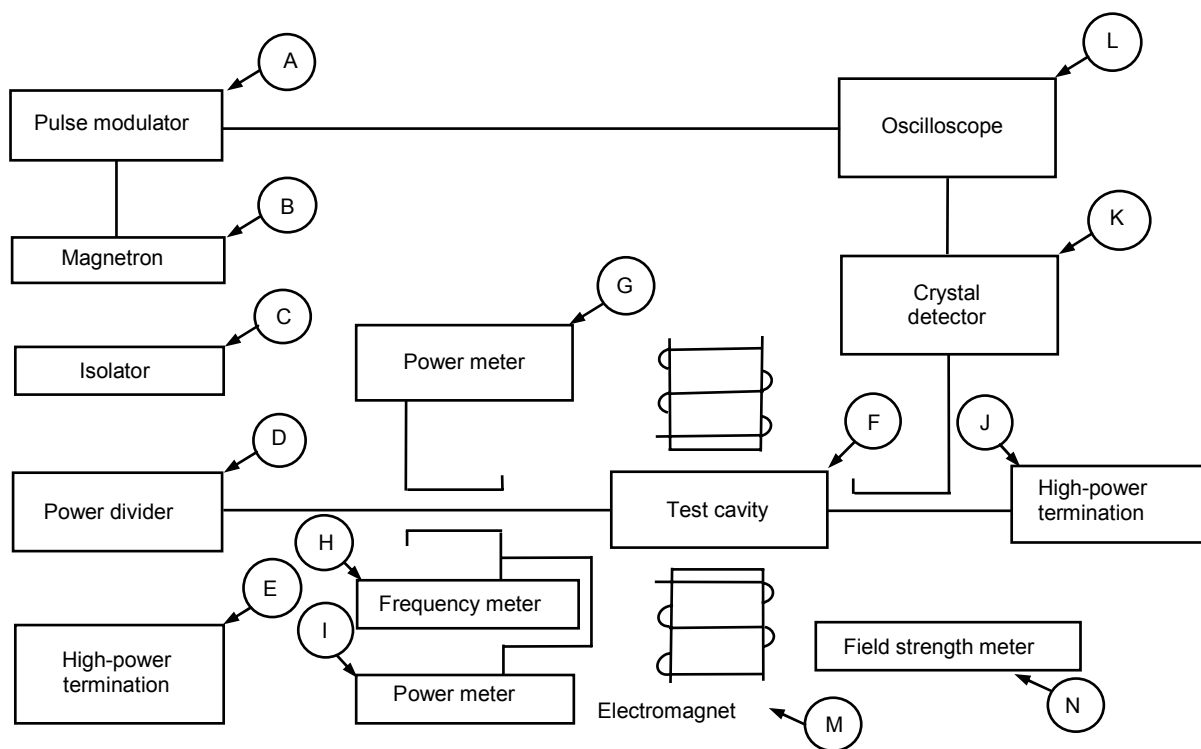 A
L
Pulse modulator
Oscilloscope
B
K
Magnetron
G
Crystal
detector
C
Power meter
Isolator
D
F
J
Power divider
Test cavity
High-power
termination
H
E
Frequency meter
I
High-power
termination
Field strength meter
Power meter
Electromagnet
M
N